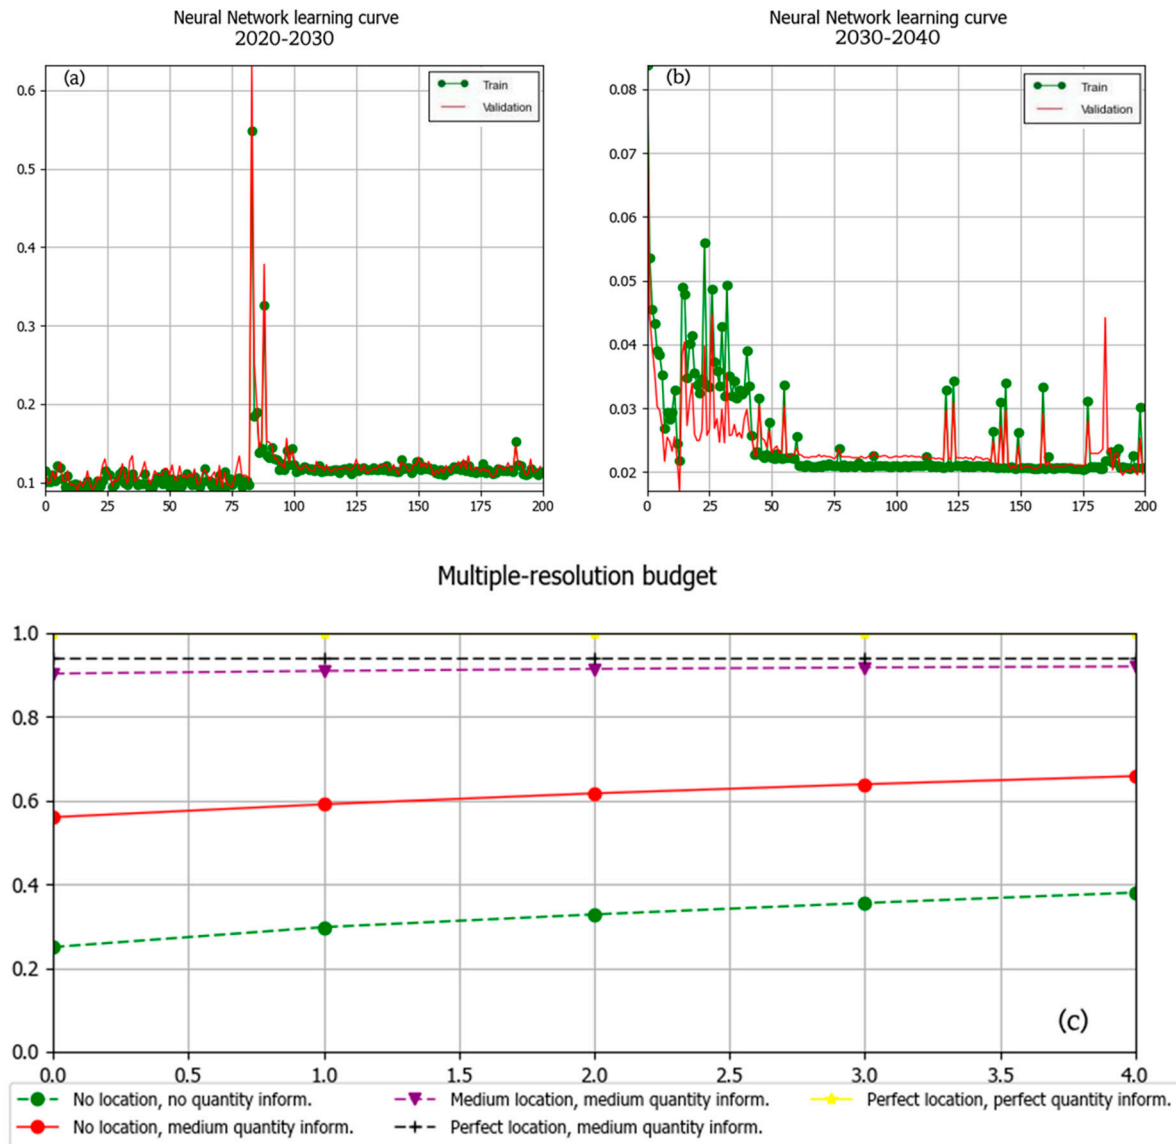 Neural Network learning curve
2020-2030
(a)
Train
Validation
0.6
0.5
0.4
0.3
0.2
0.1
0 25 50 75 100 125 150 175 200
Neural Network learning curve
2030-2040
(b)
Train
Validation
0.08
0.07
0.06
0.05
0.04
0.03
0.02
0 25 50 75 100 125 150 175 200
Multiple-resolution budget
1.0
0.8
0.6
0.4
0.2
0.0
(c)
0.0 0.5 1.0 1.5 2.0 2.5 3.0 3.5 4.0
No location, no quantity inform. Medium location, medium quantity inform. Perfect location, perfect quantity inform.
No location, medium quantity inform. Perfect location, medium quantity inform.